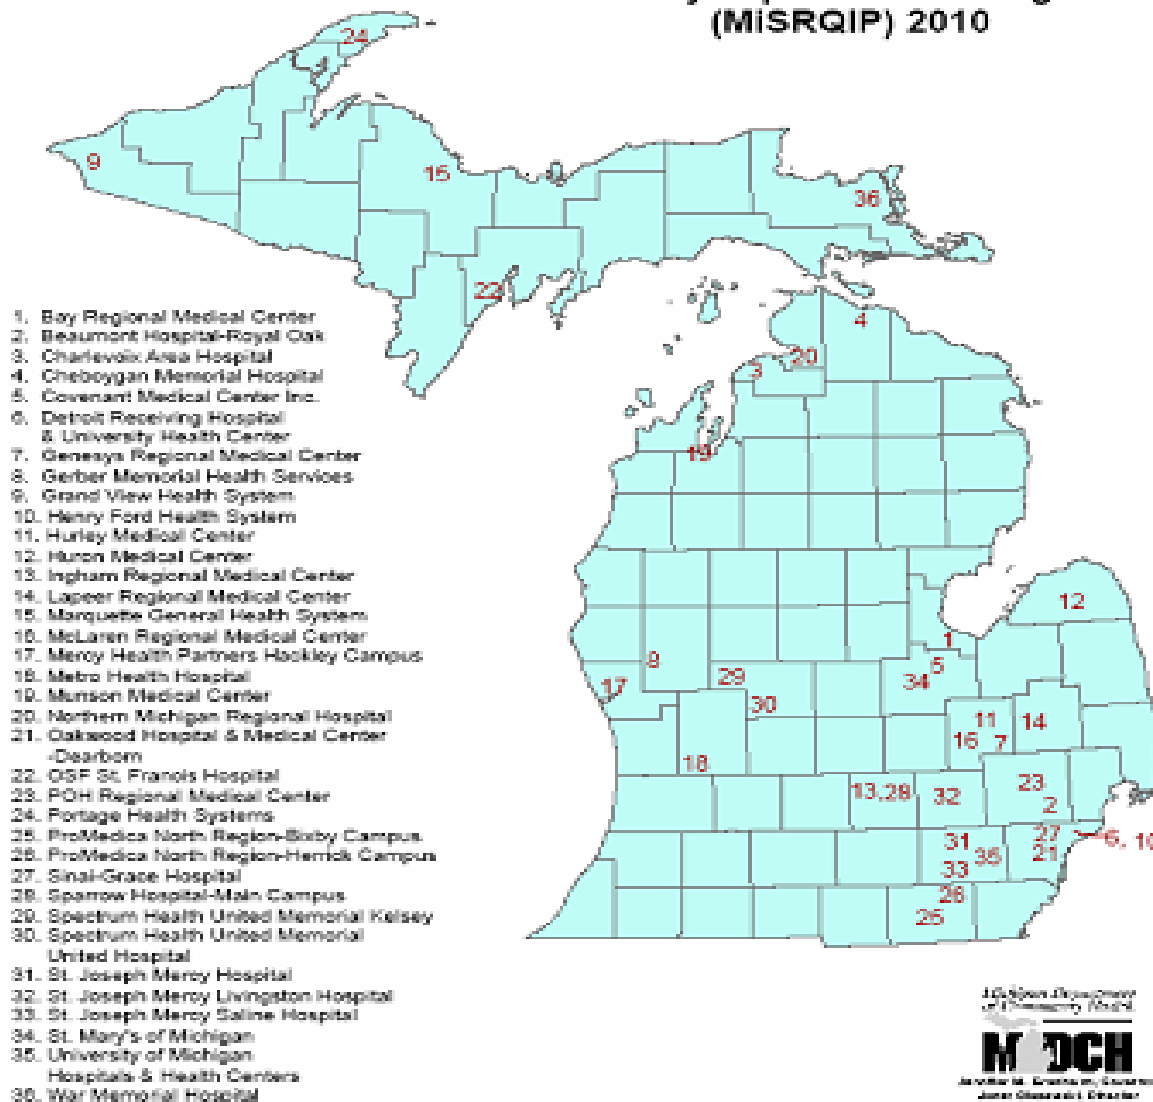 (MiSRQIP) 2010
24
9
15
36
22
4
20
3
19
12
1
8
5
29
34
17
30
11
14
16
7
18
23
13,28
32
2
31
27
6, 10
35
21
33
26
25
1. Bay Regional Medical Center
2. Beaumont Hospital-Royal Oak
3. Charlevoix Area Hospital
4. Cheboygan Memorial Hospital
5. Covenant Medical Center Inc.
6. Detroit Receiving Hospital
& University Health Center
7. Genesys Regional Medical Center
8. Gerber Memorial Health Services
9. Grand View Health System
10. Henry Ford Health System
11. Hurley Medical Center
12. Huron Medical Center
13. Ingham Regional Medical Center
14. Lapeer Regional Medical Center
15. Marquette General Health System
16. McLaren Regional Medical Center
17. Mercy Health Partners Hackley Campus
18. Metro Health Hospital
19. Munson Medical Center
20. Northern Michigan Regional Hospital
21. Oakwood Hospital & Medical Center
-Dearborn
22. OSF St. Francis Hospital
23. POH Regional Medical Center
24. Portage Health Systems
25. ProMedica North Region-Bixby Campus
26. ProMedica North Region-Herrick Campus
27. Sinai-Grace Hospital
28. Sparrow Hospital-Main Campus
29. Spectrum Health United Memorial Kelsey
30. Spectrum Health United Memorial
United Hospital
31. St. Joseph Mercy Hospital
32. St. Joseph Mercy Livingston Hospital
33. St. Joseph Mercy Saline Hospital
34. St. Mary's of Michigan
35. University of Michigan
Hospitals & Health Centers
36. War Memorial Hospital
Michigan Department
of Community Health
MDCH